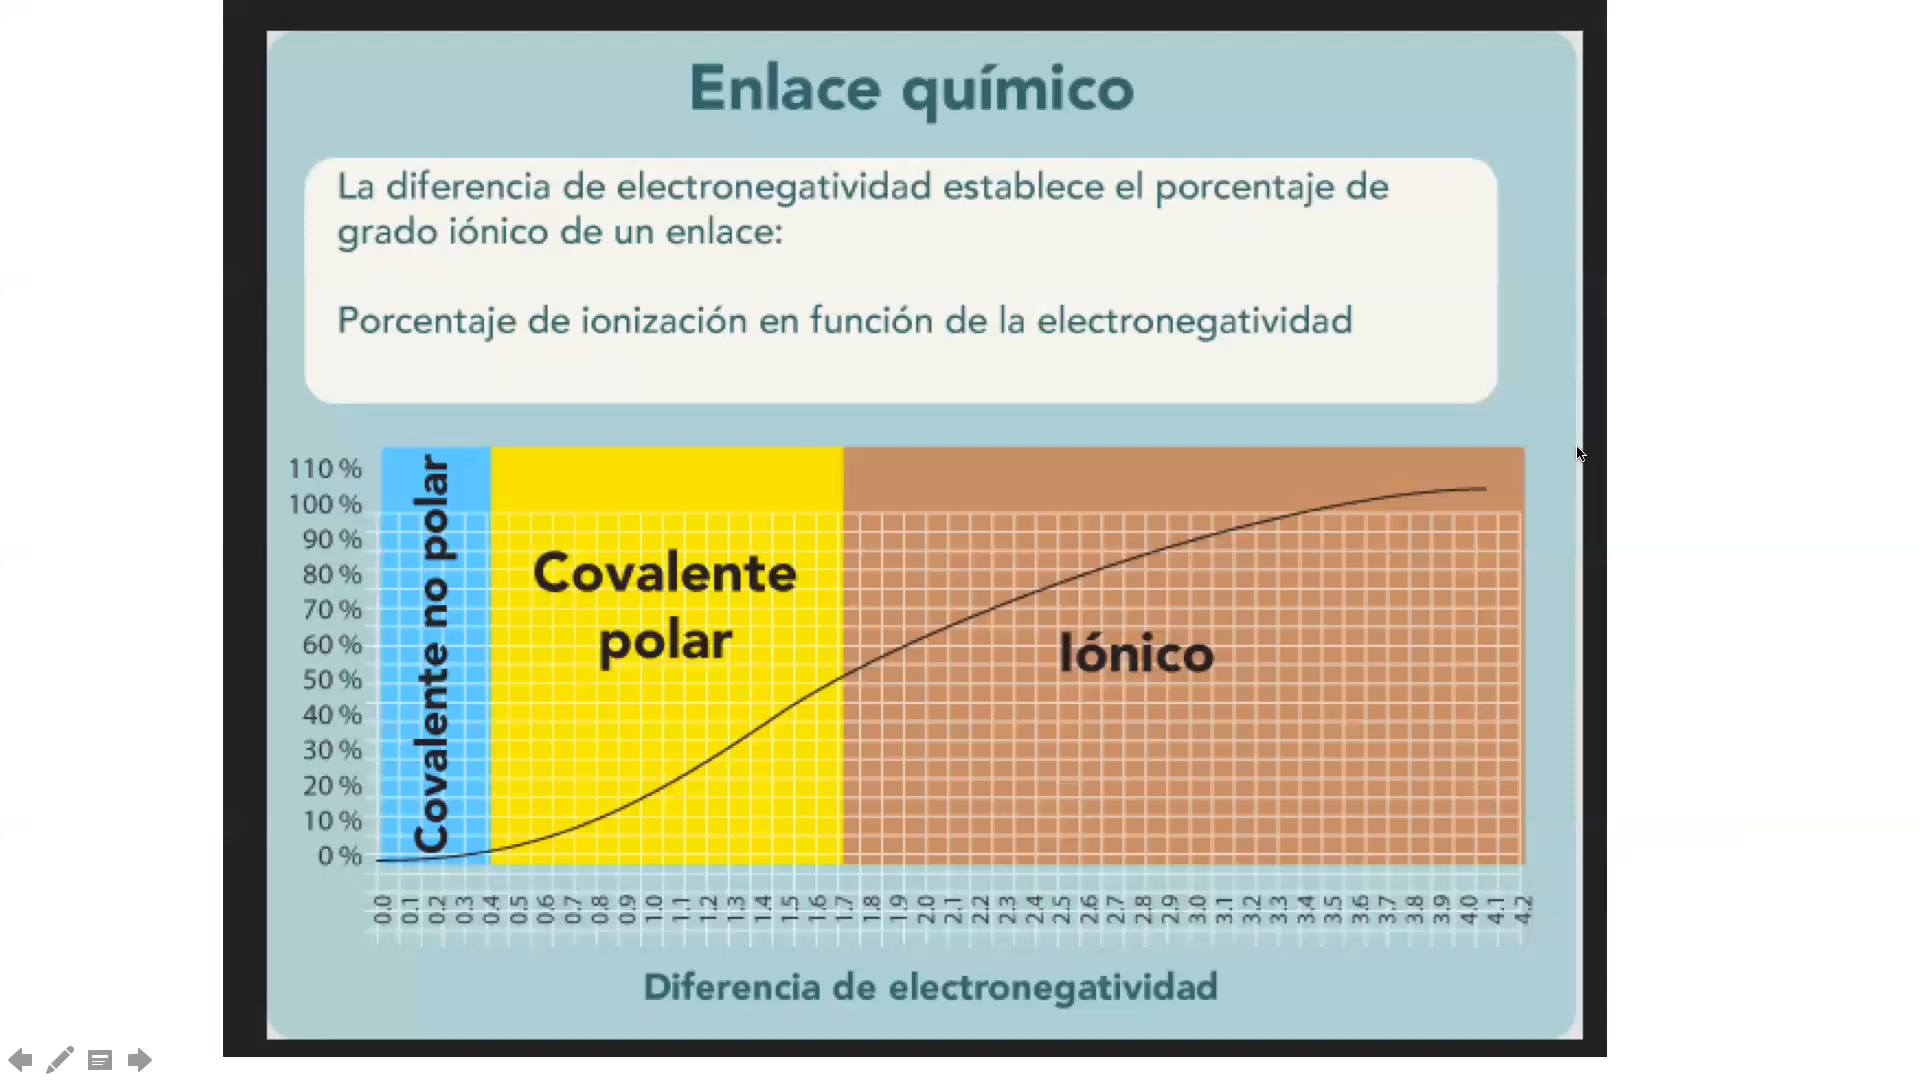 Enlace químico
La diferencia de electronegatividad establece el porcentaje de
grado iónico de un enlace:
Porcentaje de ionización en función de la electronegatividad
110 %
100 %
90 %
80 %
70 %
60 %
50 %
40 %
30 %
20 %
10 %
0 %
Covalente no polar
Covalente
polar
Iónico
0.0 0.1 0.2 0.3 0.4 0.5 0.6 0.7 0.8 0.9 1.0 1.1 1.2 1.3 1.4 1.5 1.6 1.7 1.8 1.9 2.0 2.1 2.2 2.3 2.4 2.5 2.6 2.7 2.8 2.9 3.0 3.1 3.2 3.3 3.4 3.5 3.6 3.7 3.8 3.9 4.0 4.1 4.2
Diferencia de electronegatividad